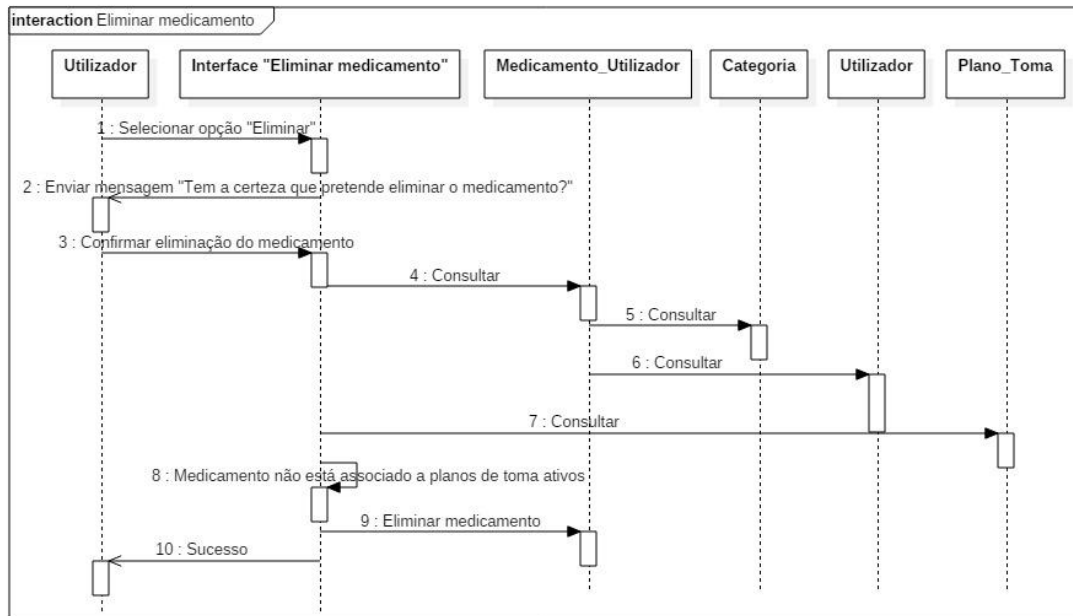 interaction Eliminar medicamento
Utilizador
Interface "Eliminar medicamento"
Medicamento_Utilizador
Categoria
Utilizador
Plano_Toma
1 : Selecionar opção "Eliminar"
2 : Enviar mensagem "Tem a certeza que pretende eliminar o medicamento?"
3 : Confirmar eliminação do medicamento
4 : Consultar
5 : Consultar
6 : Consultar
7 : Consultar
8 : Medicamento não está associado a planos de toma ativos
9 : Eliminar medicamento
10 : Sucesso